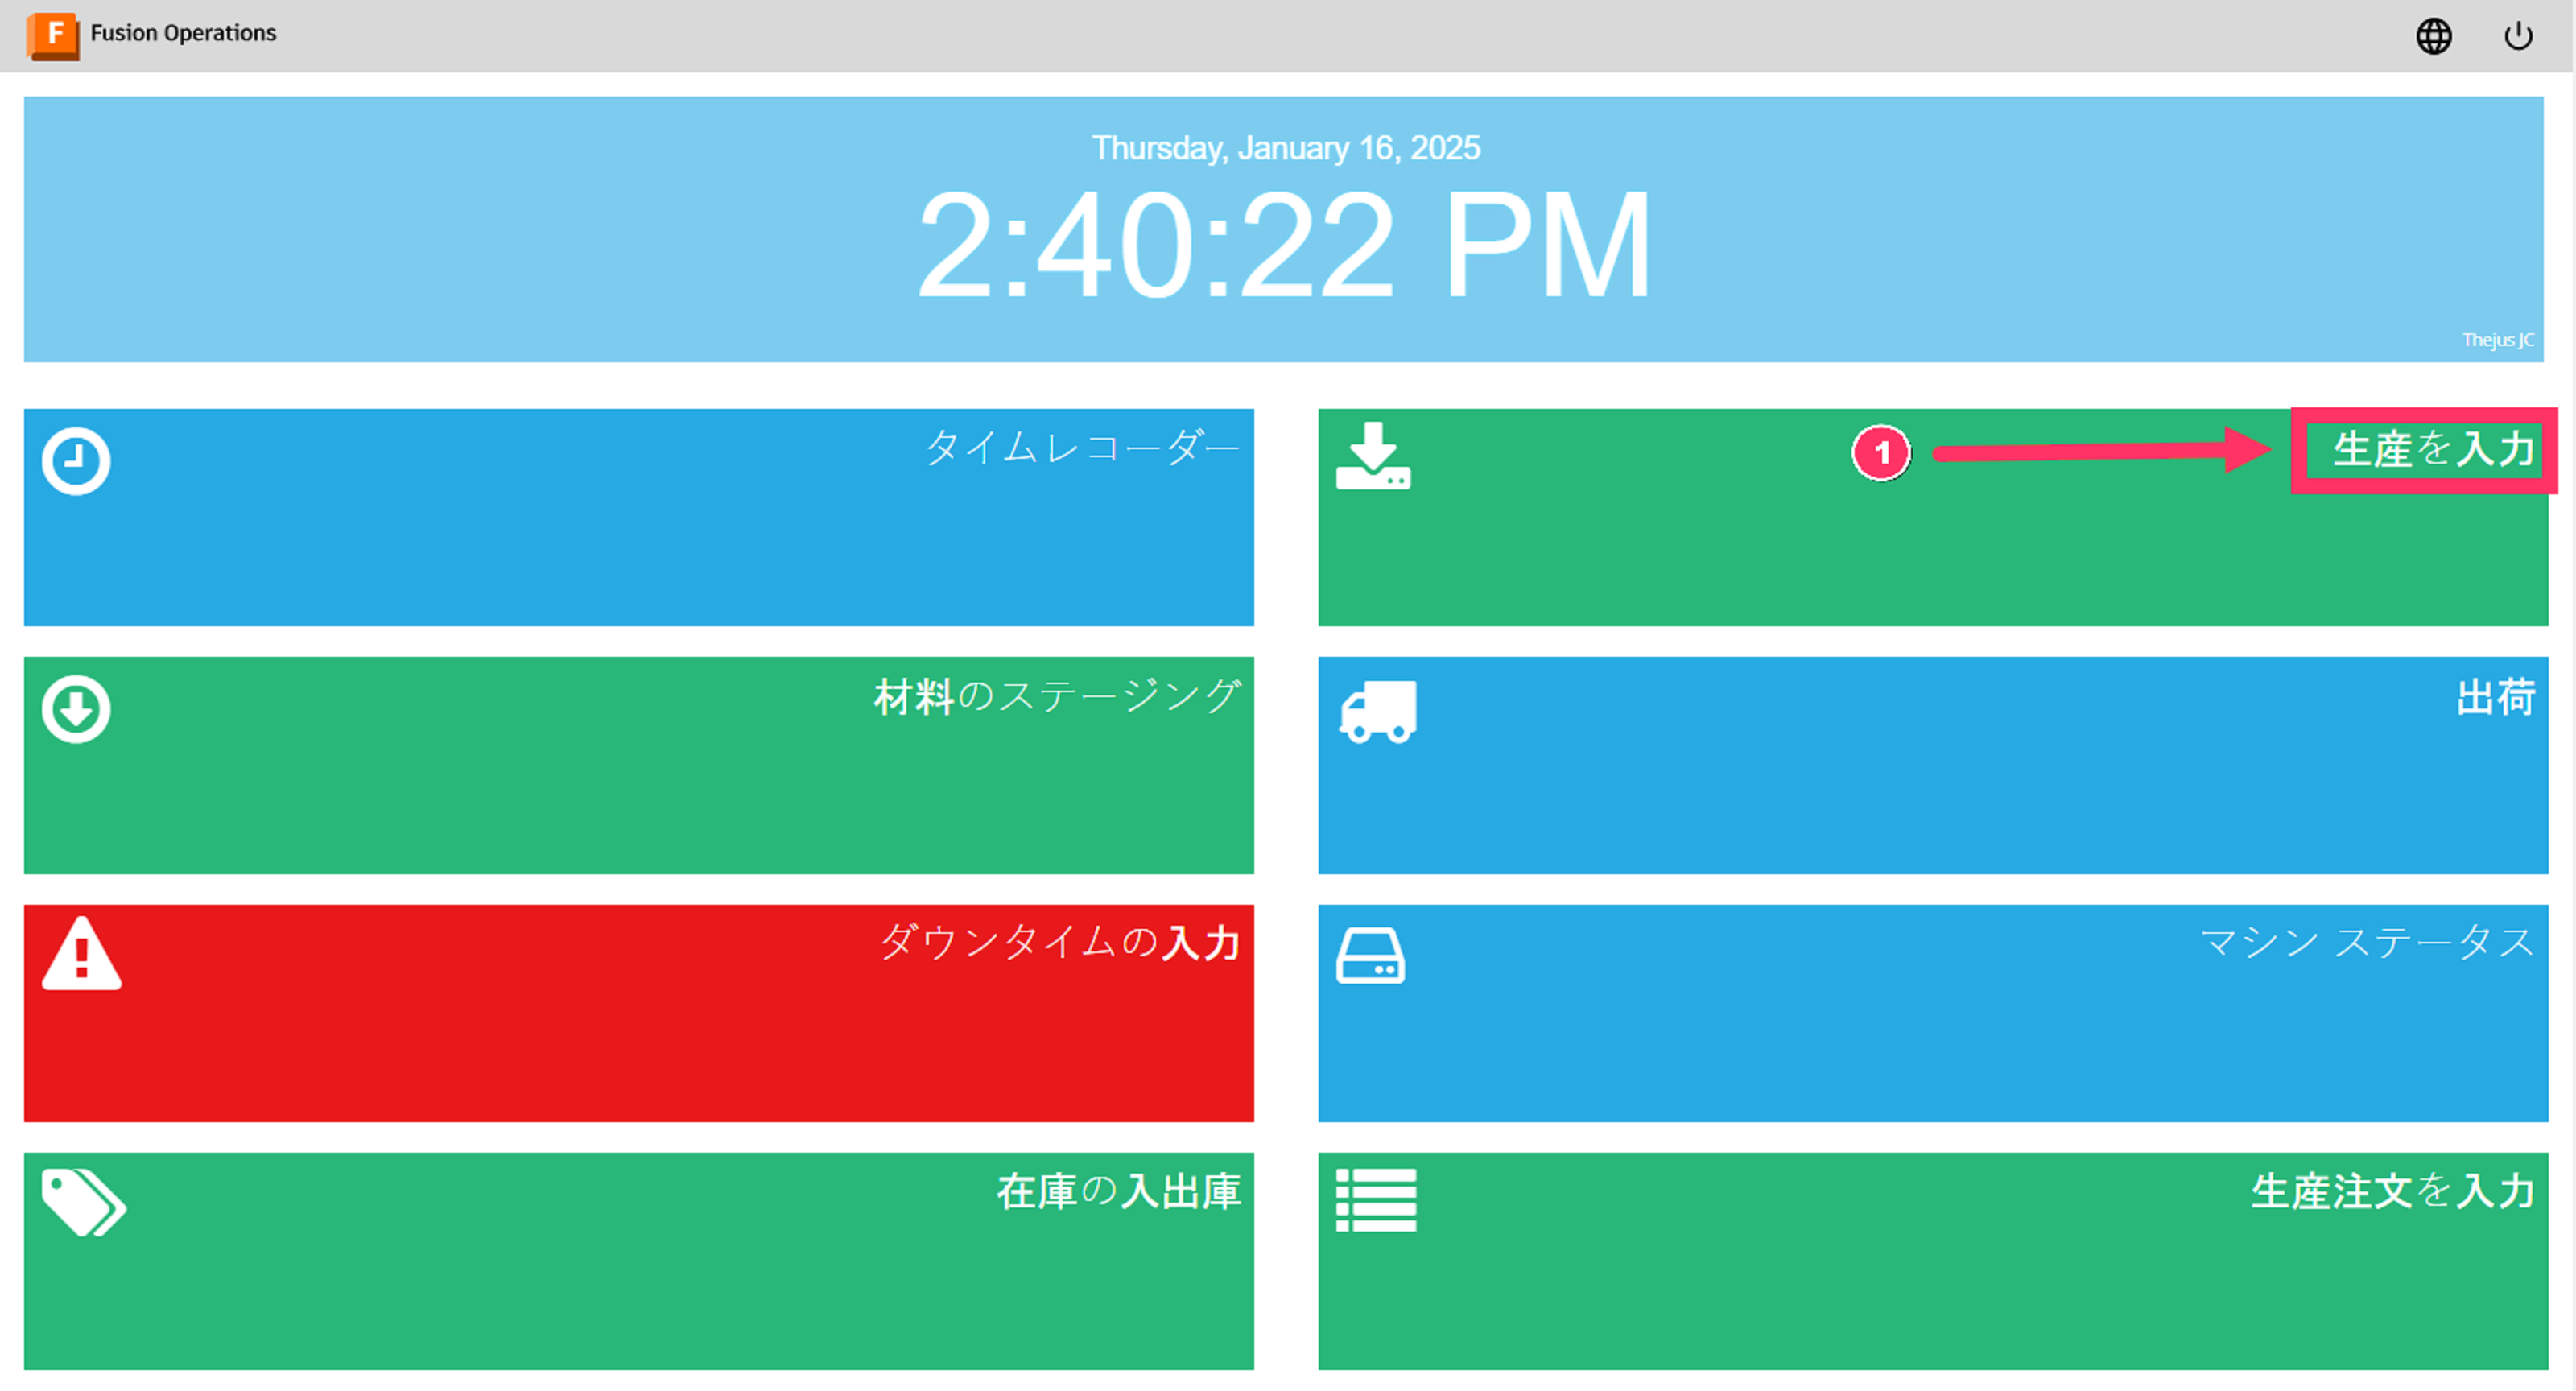 Fusion Operations
Thursday, January 16, 2025
2:40:22 PM
Thejus JC
タイムレコーダー
1
生産を入力
材料のステージング
出荷
ダウンタイムの入力
マシン ステータス
在庫の入出庫
生産注文を入力